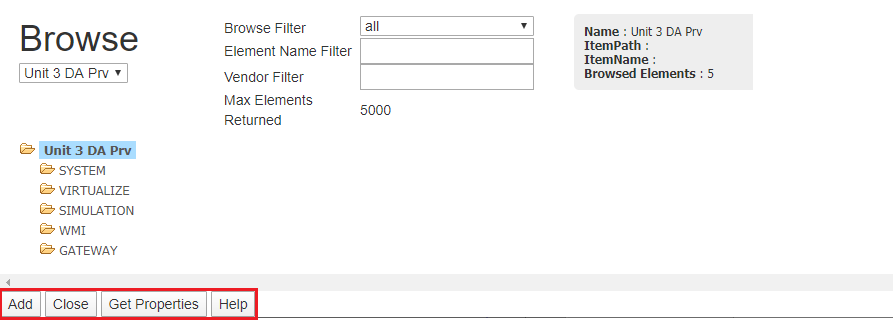 Browse
Unit 3 DA Prv
Browse Filter all
Element Name Filter
Vendor Filter
Max Elements
Returned
5000
Name : Unit 3 DA Prv
ItemPath :
ItemName :
Browsed Elements : 5
Unit 3 DA Prv
SYSTEM
VIRTUALIZE
SIMULATION
WMI
GATEWAY
Add Close Get Properties Help